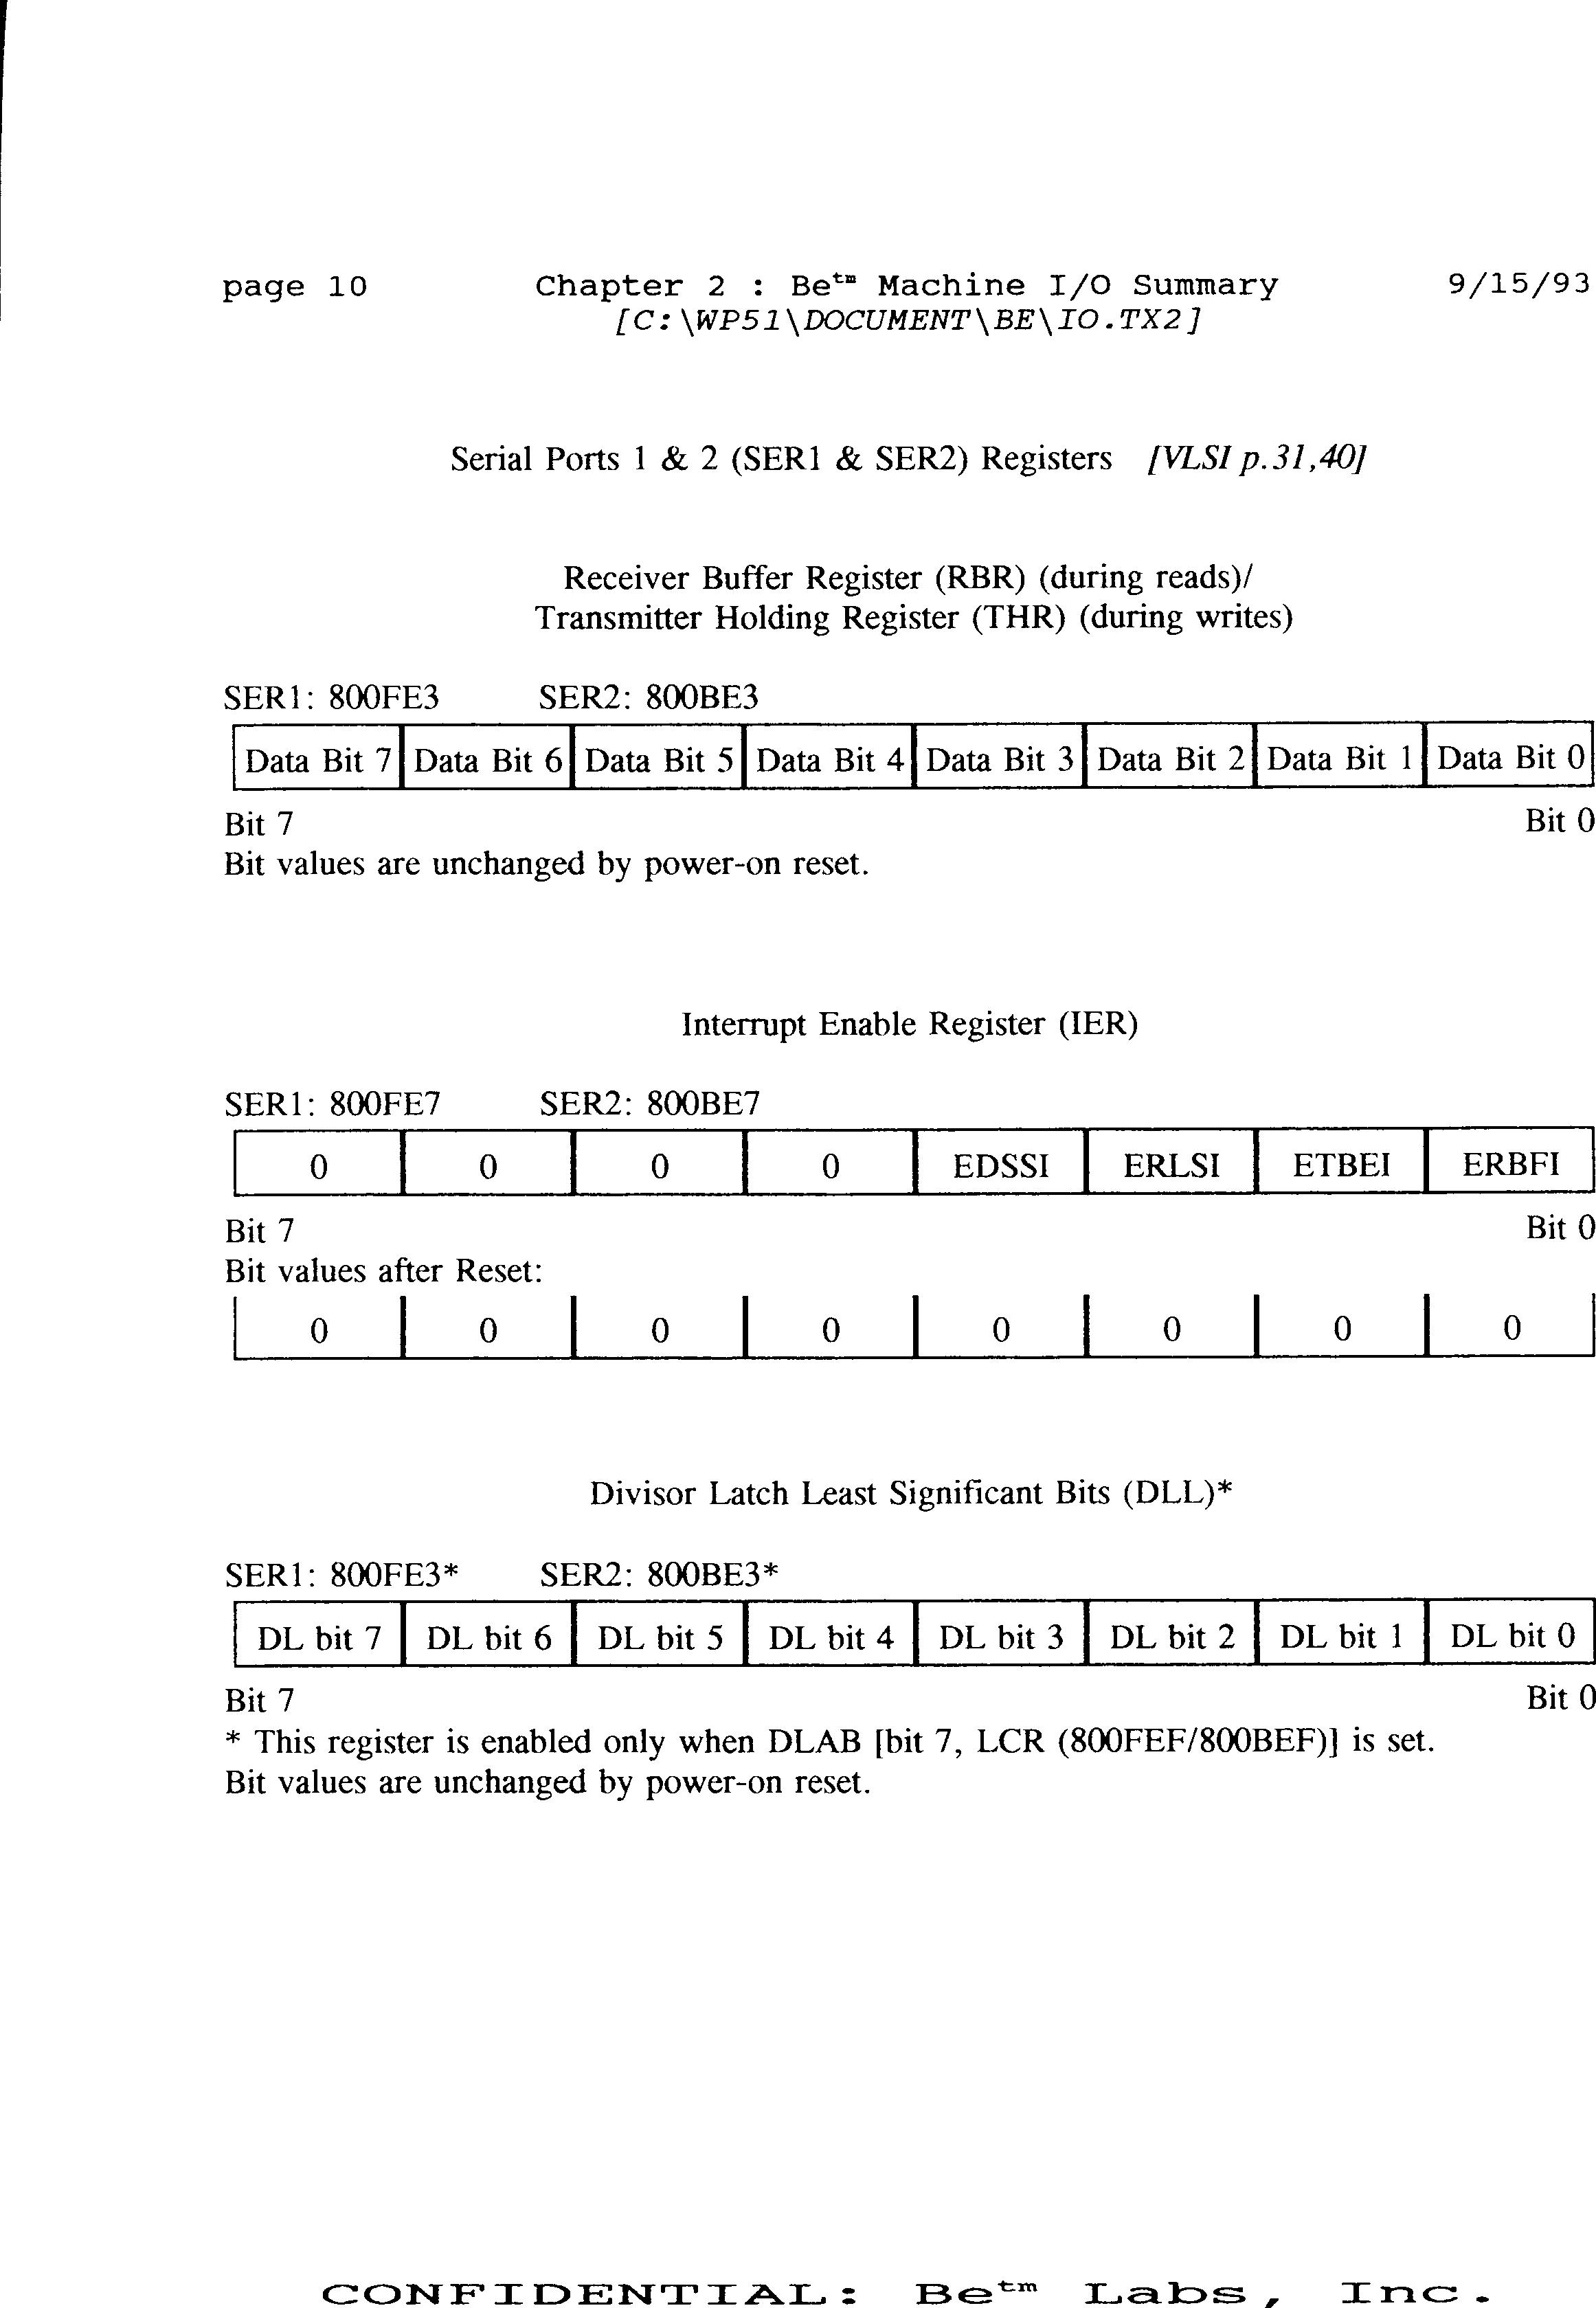 page 10 Chapter 2 : Be™ Machine I/O Summary 9/15/93
[C:\WP51\DOCUMENT\BE\IO.TX2]
Serial Ports 1 & 2 (SER1 & SER2) Registers [VLSI p.31,40]
Receiver Buffer Register (RBR) (during reads)/
Transmitter Holding Register (THR) (during writes)
SER1: 800FE3 SER2: 800BE3
Data Bit 7 Data Bit 6 Data Bit 5 Data Bit 4 Data Bit 3 Data Bit 2 Data Bit 1 Data Bit 0
Bit 7 Bit 0
Bit values are unchanged by power-on reset.
Interrupt Enable Register (IER)
SER1: 800FE7 SER2: 800BE7
0 0 0 0 EDSSI ERLSI ETBEI ERBFI
Bit 7 Bit 0
Bit values after Reset:
0 0 0 0 0 0 0 0
Divisor Latch Least Significant Bits (DLL)*
SER1: 800FE3* SER2: 800BE3*
DL bit 7 DL bit 6 DL bit 5 DL bit 4 DL bit 3 DL bit 2 DL bit 1 DL bit 0
Bit 7 Bit 0
* This register is enabled only when DLAB [bit 7, LCR (800FEF/800BEF)] is set.
Bit values are unchanged by power-on reset.
CONFIDENTIAL: Be™ Labs, Inc.